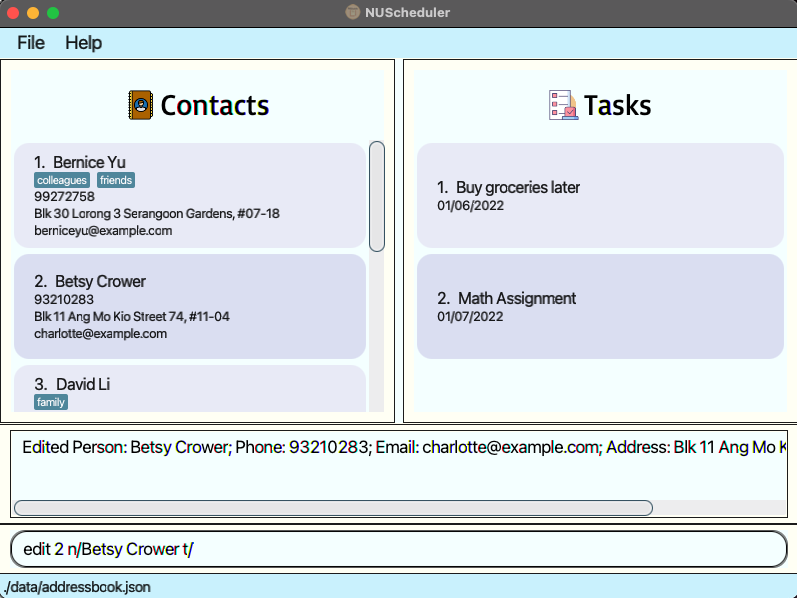 NUScheduler
File Help
Contacts
1. Bernice Yu
colleagues friends
99272758
Blk 30 Lorong 3 Serangoon Gardens, #07-18
berniceyu@example.com
2. Betsy Crower
93210283
Blk 11 Ang Mo Kio Street 74, #11-04
charlotte@example.com
3. David Li
family
Tasks
1. Buy groceries later
01/06/2022
2. Math Assignment
01/07/2022
Edited Person: Betsy Crower; Phone: 93210283; Email: charlotte@example.com; Address: Blk 11 Ang Mo K
edit 2 n/Betsy Crower t/
./data/addressbook.json